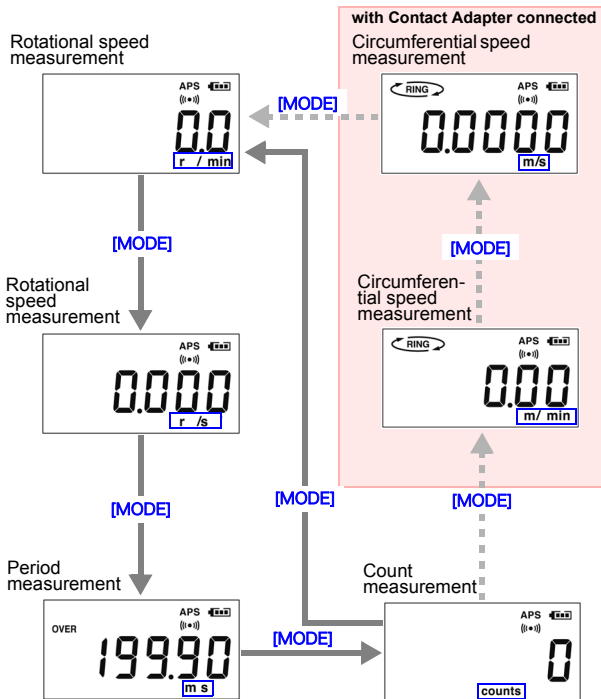 with Contact Adapter connected
Rotational speed
measurement
APS
0.0
r / min
[MODE]
Circumferential speed
measurement
RING
APS
0.0000
m/s
[MODE]
[MODE]
Rotational
speed
measurement
APS
0.000
r /s
Circumferen-
tial speed
measurement
RING
APS
0.00
m/ min
[MODE]
[MODE]
[MODE]
Period
measurement
OVER
APS
199.90
m s
[MODE]
Count
measurement
APS
0
counts